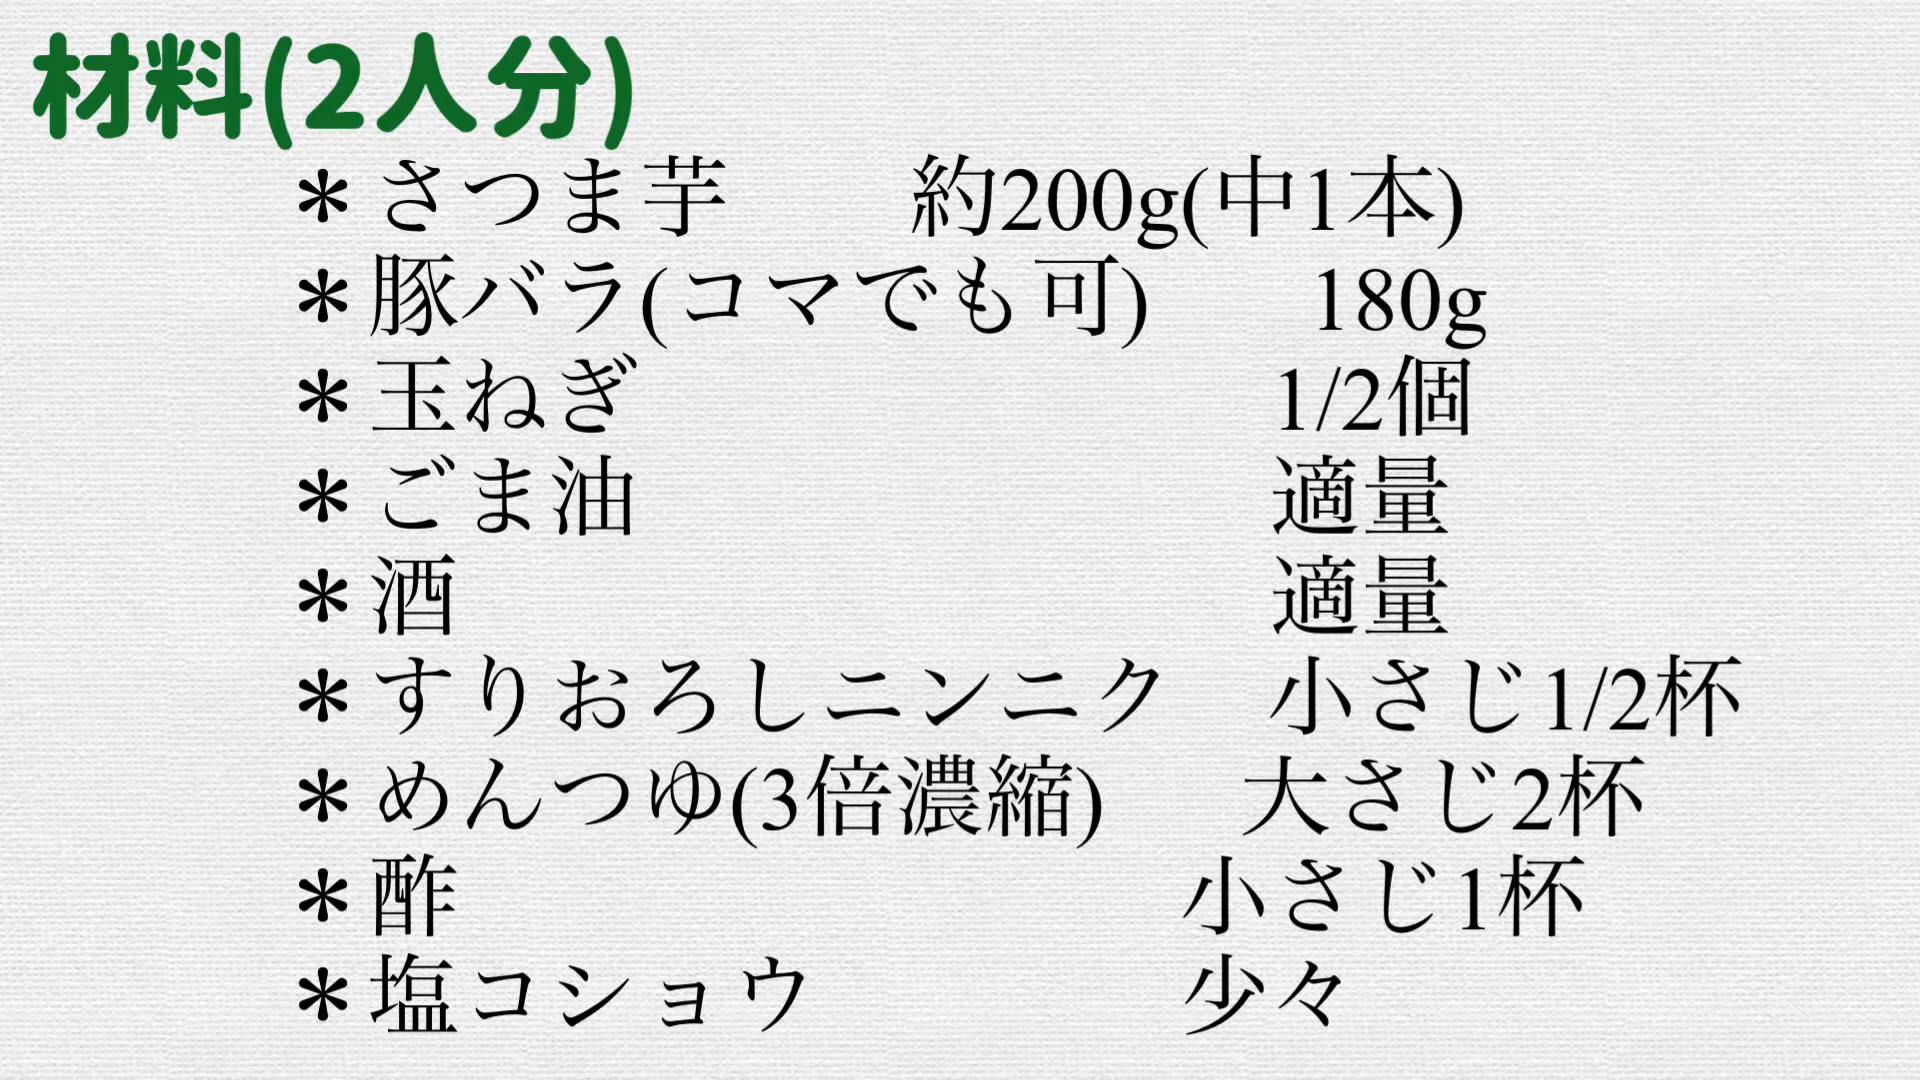 材料(2人分)
＊さつま芋 約200g(中1本)
＊豚バラ(コマでも可) 180g
＊玉ねぎ 1/2個
＊ごま油 適量
＊酒 適量
＊すりおろしニンニク 小さじ1/2杯
＊めんつゆ(3倍濃縮) 大さじ2杯
＊酢 小さじ1杯
＊塩コショウ 少々